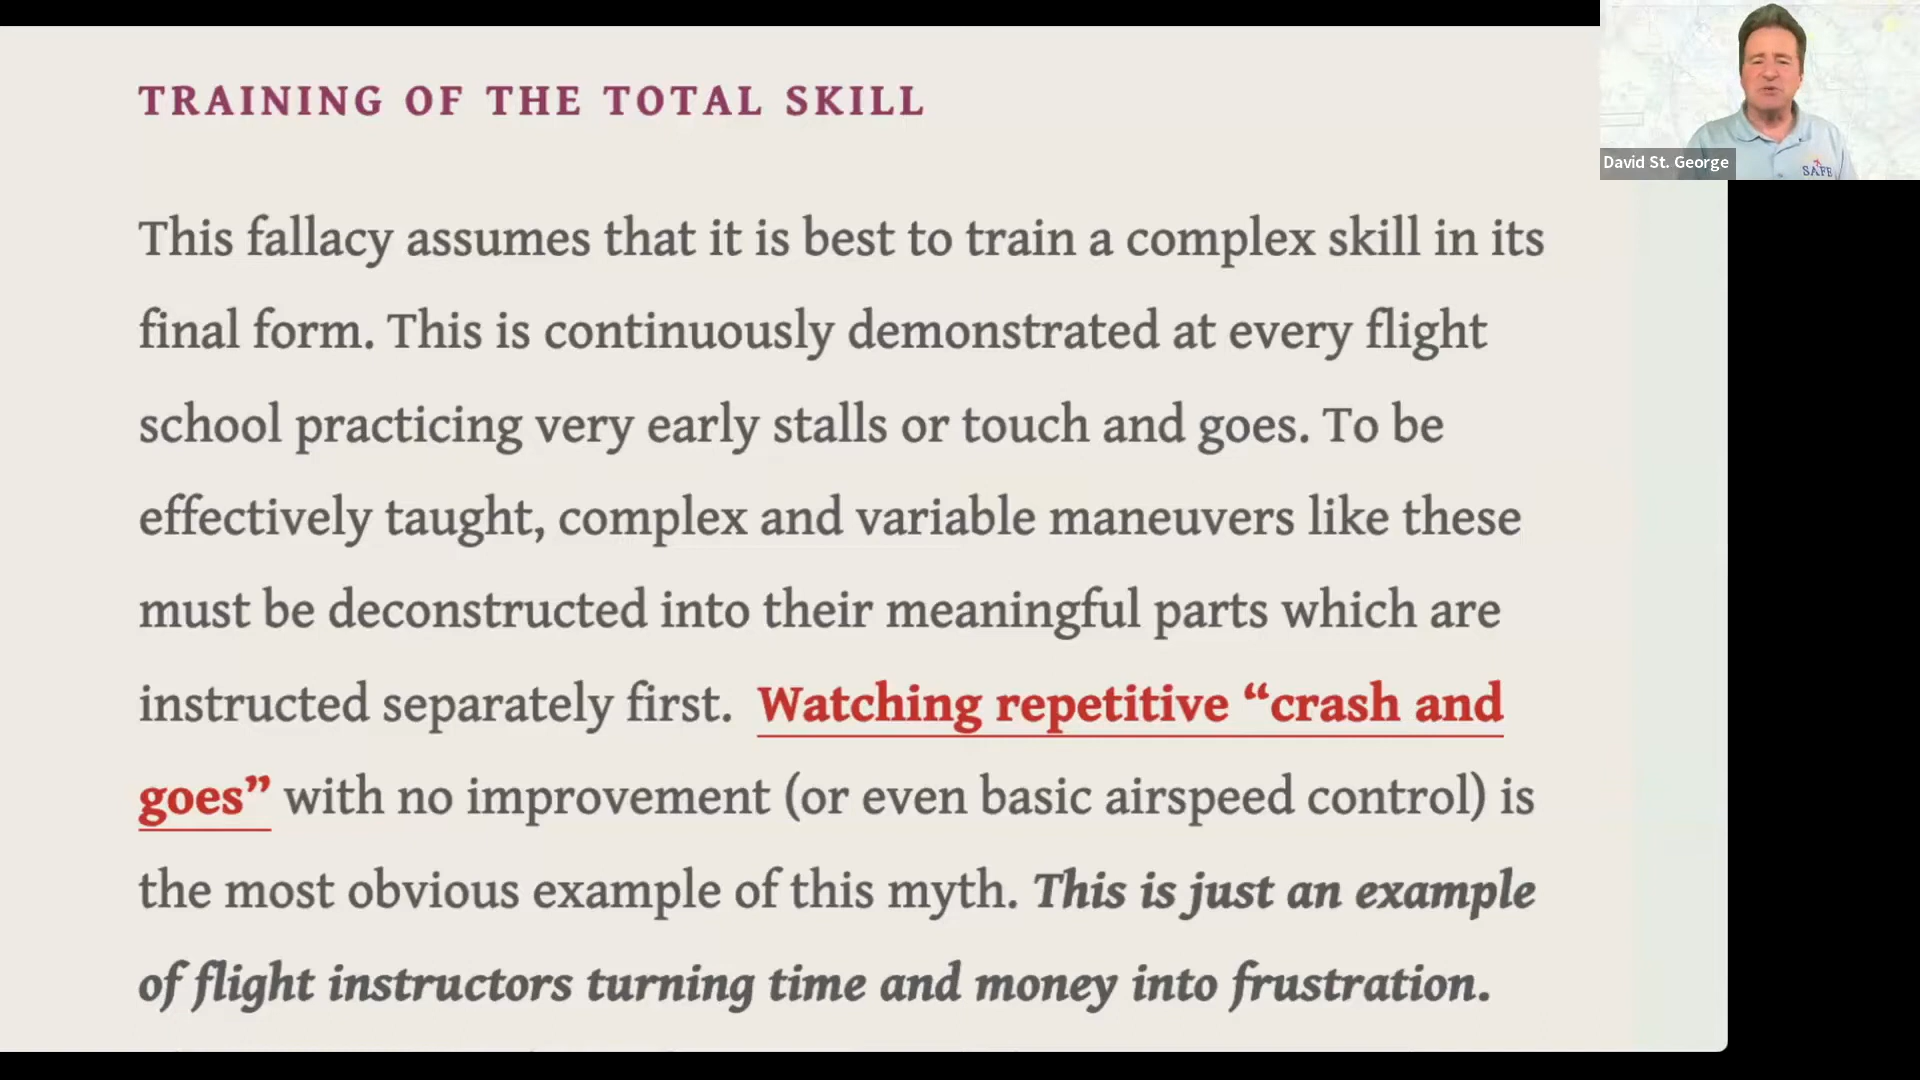 TRAINING OF THE TOTAL SKILL
This fallacy assumes that it is best to train a complex skill in its
final form. This is continuously demonstrated at every flight
school practicing very early stalls or touch and goes. To be
effectively taught, complex and variable maneuvers like these
must be deconstructed into their meaningful parts which are
instructed separately first. Watching repetitive “crash and
goes” with no improvement (or even basic airspeed control) is
the most obvious example of this myth. This is just an example
of flight instructors turning time and money into frustration.
David St. George
SAFE